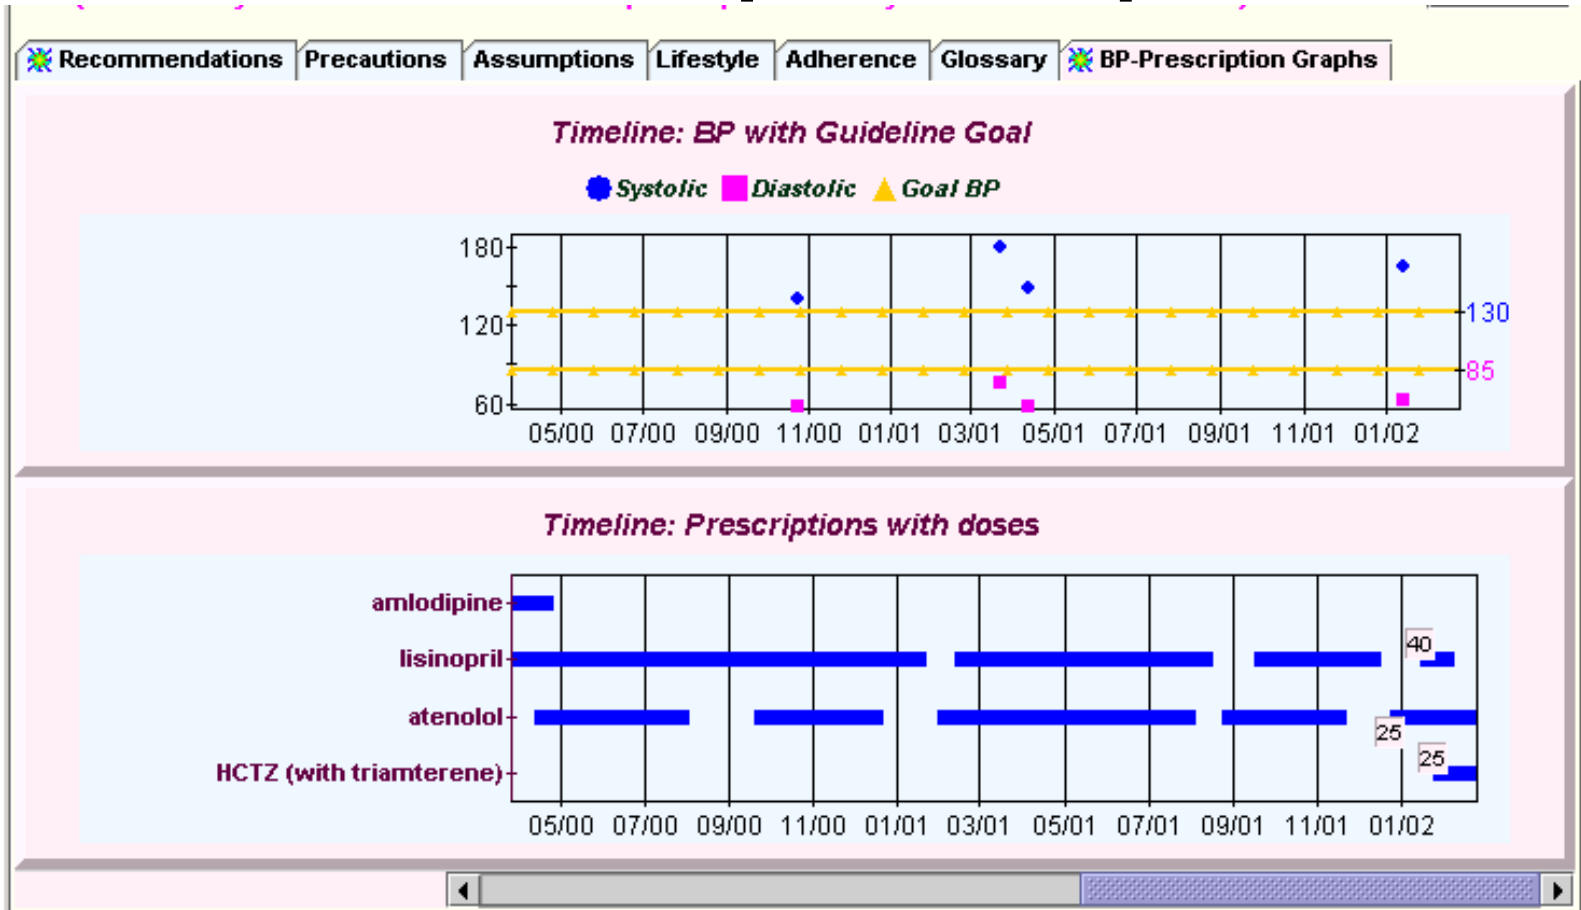 Recommendations Precautions Assumptions Lifestyle Adherence Glossary BP-Prescription Graphs
Timeline: BP with Guideline Goal
Systolic Diastolic Goal BP
180
130
120
85
60
05/00 07/00 09/00 11/00 01/01 03/01 05/01 07/01 09/01 11/01 01/02
Timeline: Prescriptions with doses
amlodipine
40
lisinopril
atenolol
25
25
HCTZ (with triamterene)
05/00 07/00 09/00 11/00 01/01 03/01 05/01 07/01 09/01 11/01 01/02